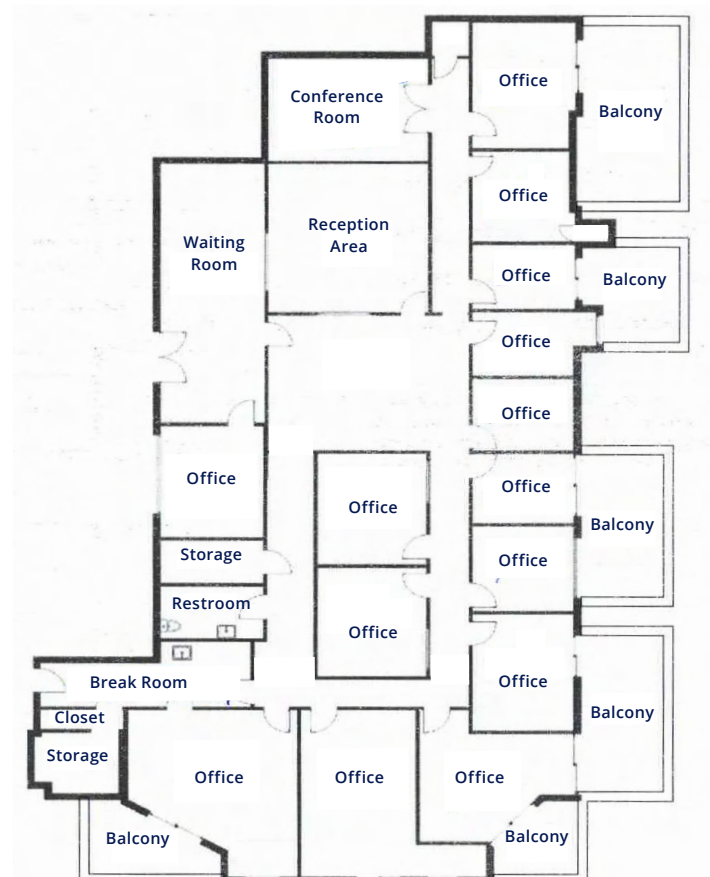 Office
Conference
Room
Balcony
Office
Reception
Area
Waiting
Room
Office
Balcony
Office
Office
Office
Office
Office
Balcony
Storage
Office
Restroom
Office
Break Room
Office
Balcony
Closet
Storage
Office
Office
Office
Balcony
Balcony